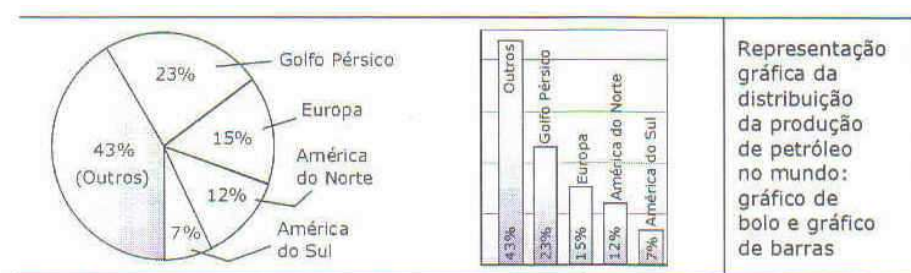 Golfo Pérsico
23%
Europa
15%
43%
(Outros)
América
do Norte
12%
7%
América
do Sul
Outros
43%
Golfo Pérsico
23%
Europa
15%
América do Norte
12%
América do Sul
7%
Representação
gráfica da
distribuição
da produção
de petróleo
no mundo:
gráfico de
bolo e gráfico
de barras